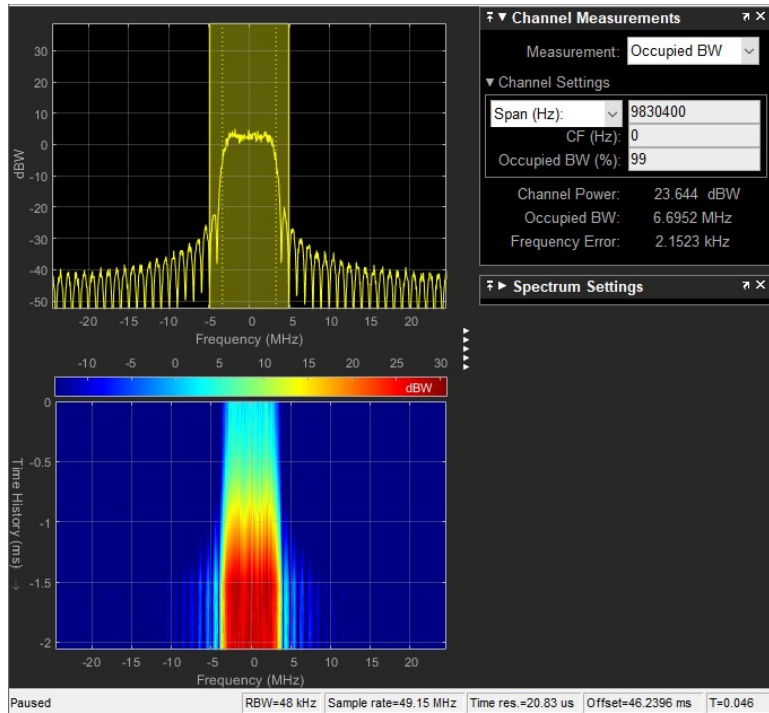 Channel Measurements
Measurement: Occupied BW
Channel Settings
Span (Hz): 9830400
CF (Hz): 0
Occupied BW (%): 99
Channel Power: 23.644 dBW
Occupied BW: 6.6952 MHz
Frequency Error: 2.1523 kHz
Spectrum Settings
30
20
10
0
-10
-20
-30
-40
-50
dBW
-20 -15 -10 -5 0 5 10 15 20
Frequency (MHz)
-10 -5 0 5 10 15 20 25 30
dBW
0
-0.5
-1
-1.5
-2
Time History (ms)
-20 -15 -10 -5 0 5 10 15 20
Frequency (MHz)
Paused RBW=48 kHz Sample rate=49.15 MHz Time res.=20.83 us Offset=46.2396 ms T=0.046